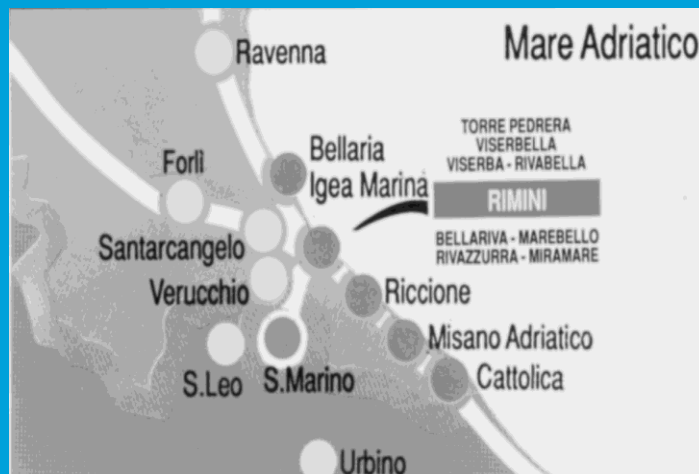 Mare Adriatico
Ravenna
TORRE PEDRERA
VISERBELLA
VISERBA - RIVABELLA
RIMINI
BELLARIVA - MAREBELLO
RIVAZZURRA - MIRAMARE
Bellaria
Igea Marina
Forlì
Santarcangelo
Verucchio
Riccione
Misano Adriatico
S.Leo
S.Marino
Cattolica
Urbino